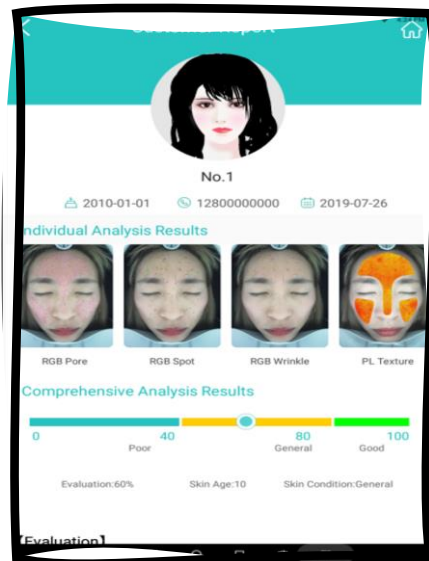 No.1
2010-01-01 12800000000 2019-07-26
Individual Analysis Results
RGB Pore RGB Spot RGB Wrinkle PL Texture
Comprehensive Analysis Results
0 40 80 100
Poor General Good
Evaluation:60% Skin Age:10 Skin Condition:General
【Evaluation】